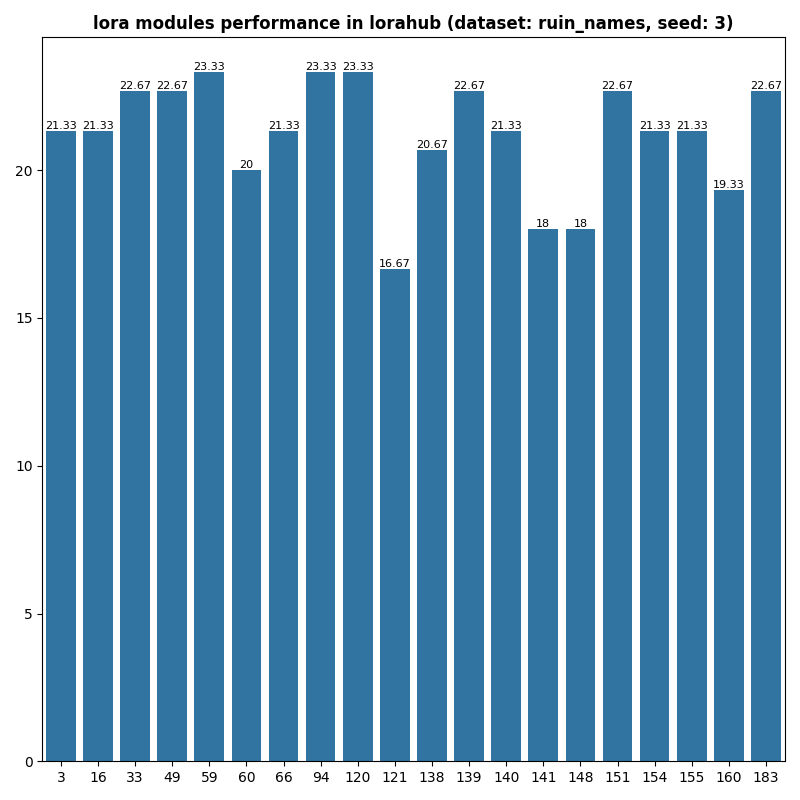 lora modules performance in lorahub (dataset: ruin_names, seed: 3)
23.33 23.33 23.33
22.67 22.67 22.67 22.67 22.67
21.33 21.33 21.33 21.33 21.33 21.33
20.67
20
19.33
18 18
16.67
20
15
10
5
0
3 16 33 49 59 60 66 94 120 121 138 139 140 141 148 151 154 155 160 183